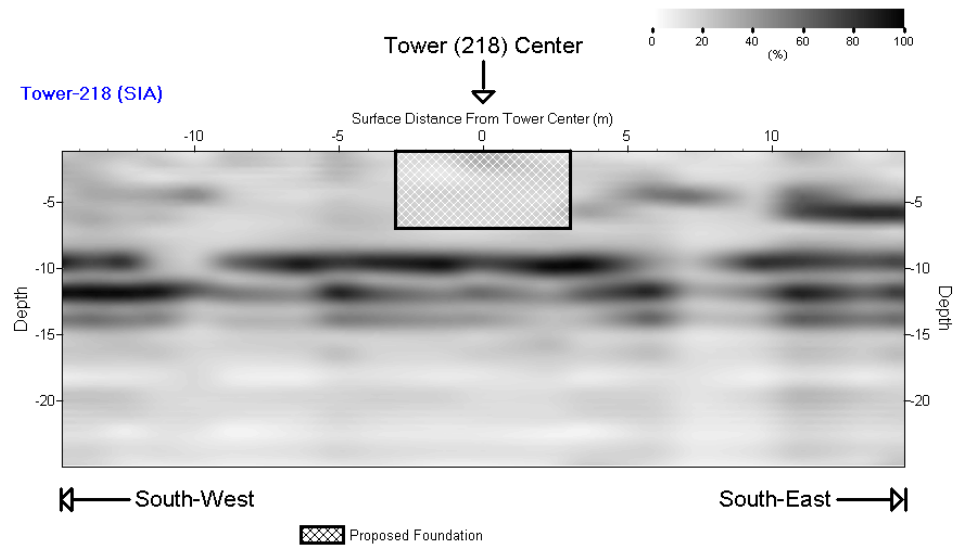 0 20 40 60 80 100
(%)
Tower (218) Center
Tower-218 (SIA)
Surface Distance From Tower Center (m)
-10 -5 0 5 10
-5 -5
-10 -10
Depth Depth
-15 -15
-20 -20
South-West South-East
Proposed Foundation